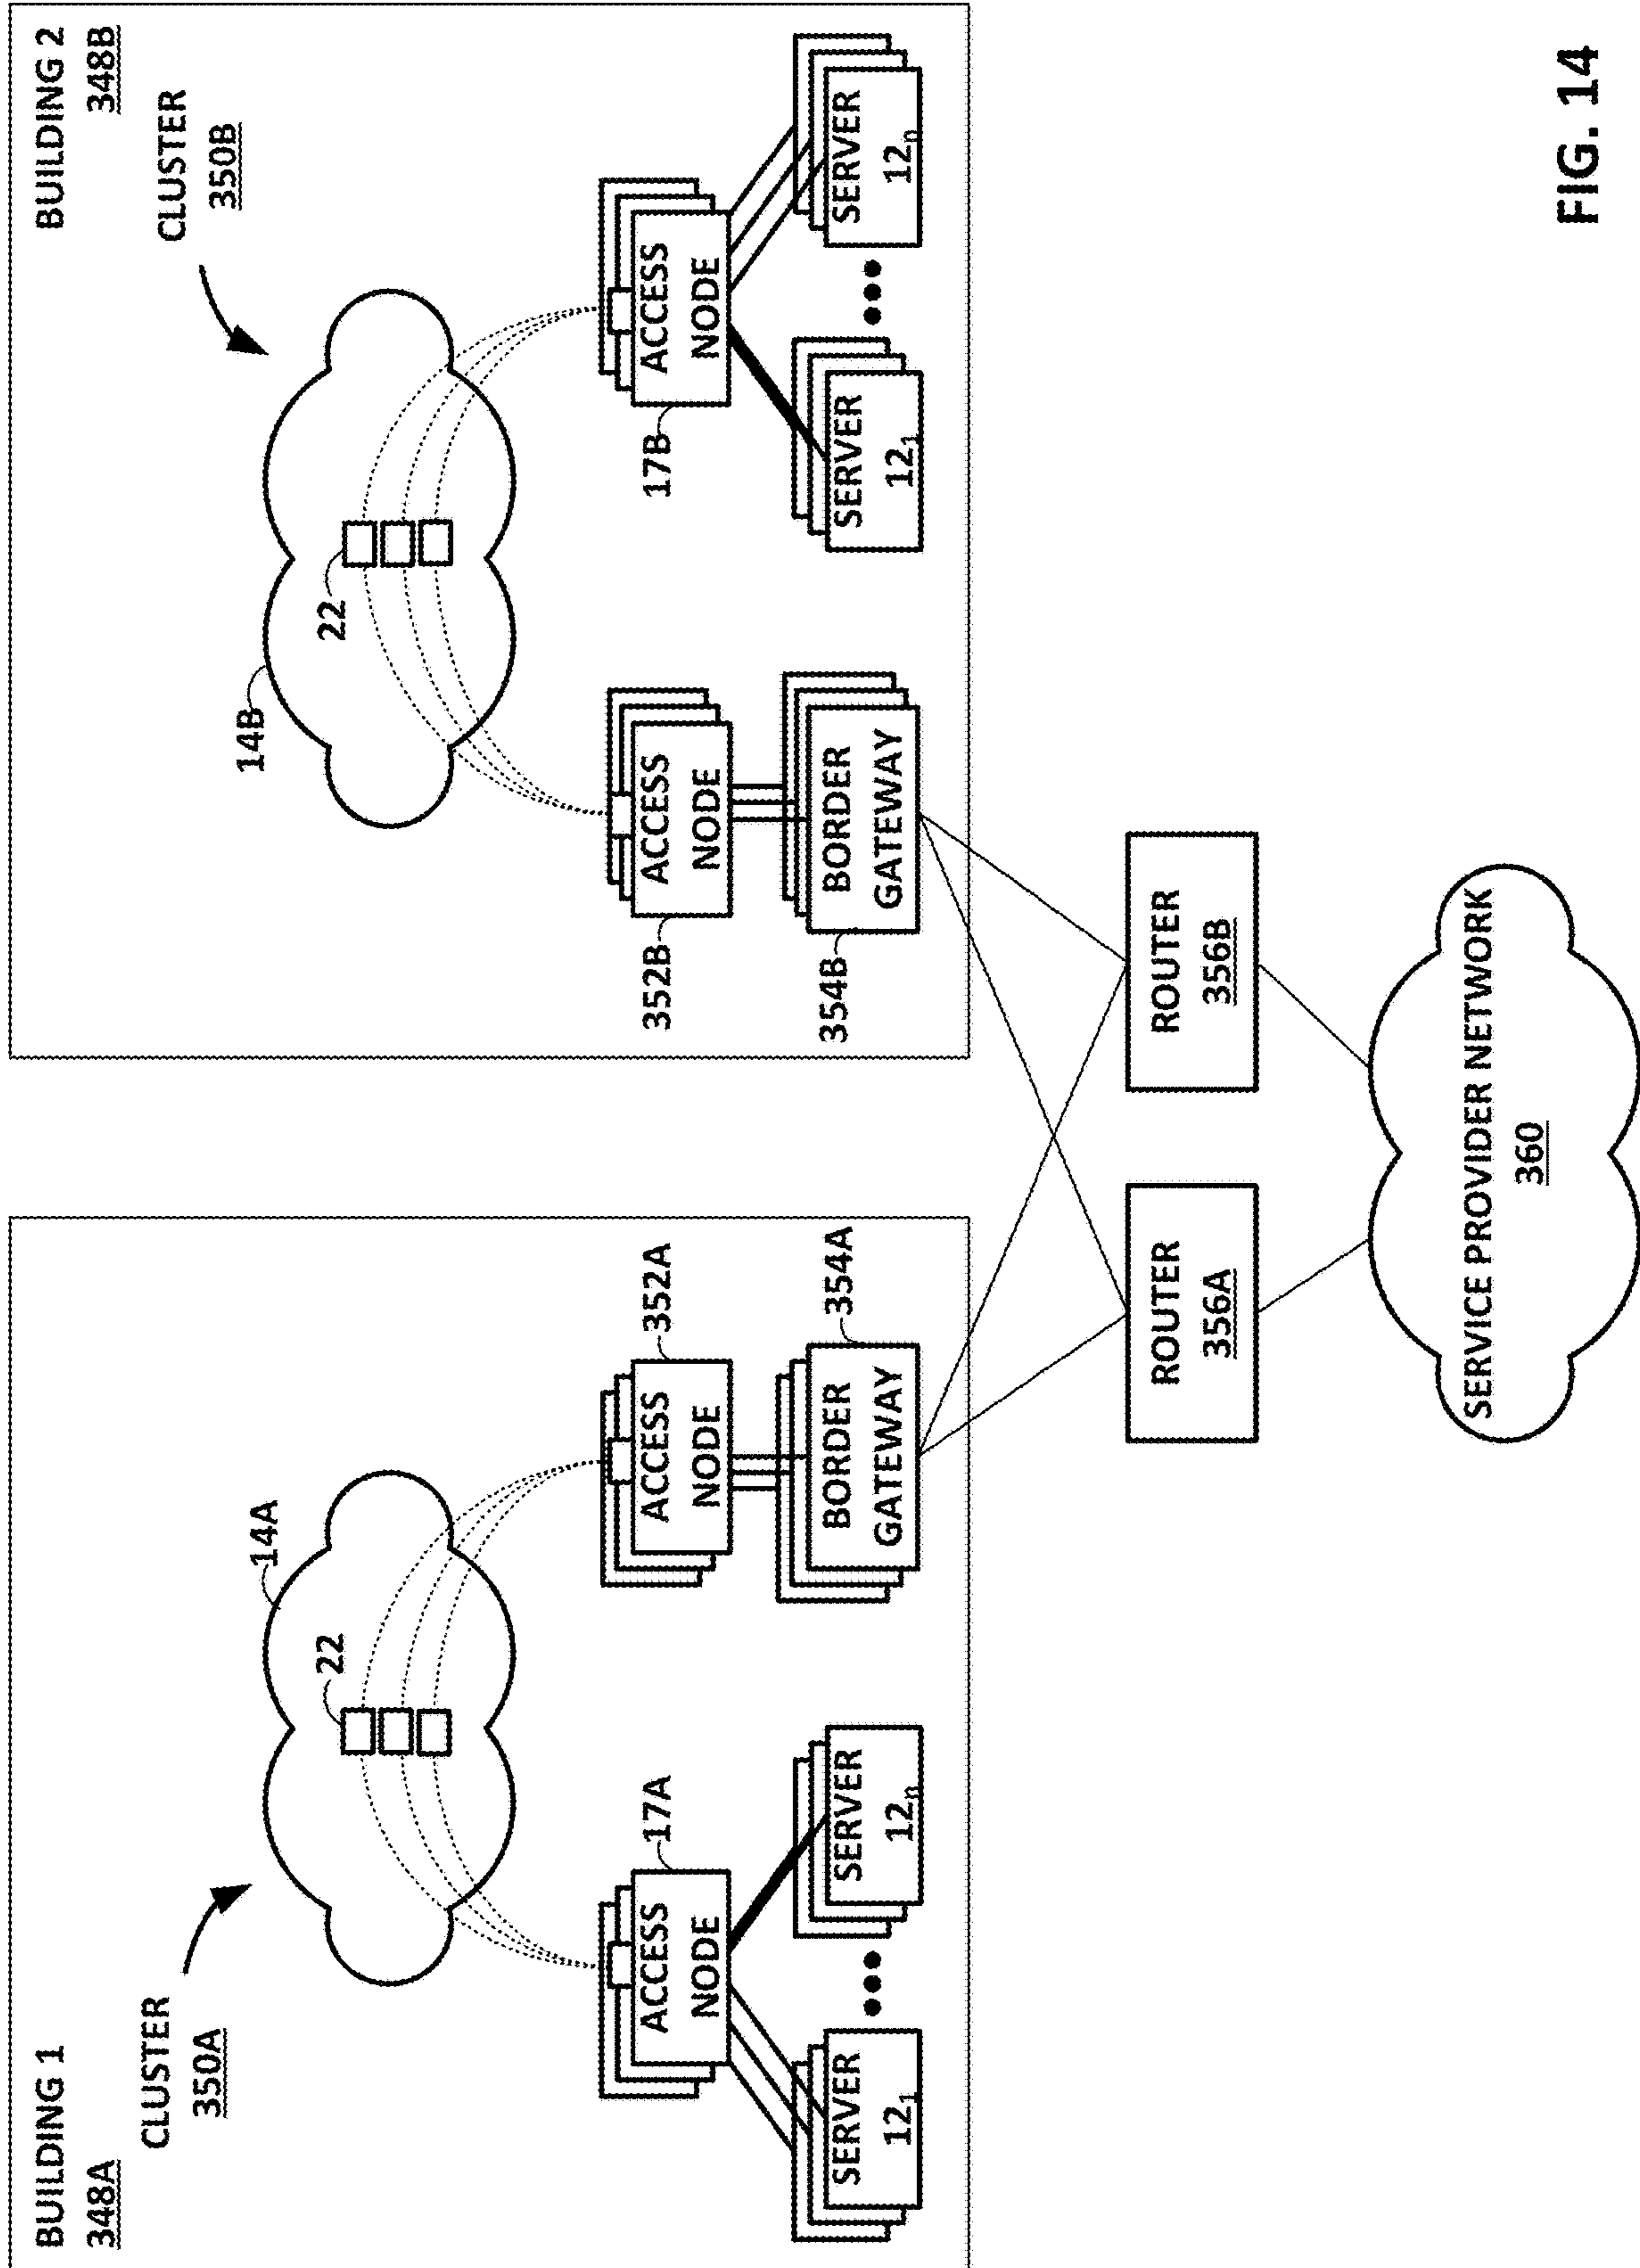 BUILDING 1
348A
CLUSTER
350A
14A
22
17A
ACCESS
NODE
352A
ACCESS
NODE
SERVER
12₁
SERVER
12ₙ
354A
BORDER
GATEWAY
BUILDING 2
348B
CLUSTER
350B
14B
22
352B
ACCESS
NODE
17B
ACCESS
NODE
354B
BORDER
GATEWAY
SERVER
12₁
SERVER
12ₙ
ROUTER
356A
ROUTER
356B
SERVICE PROVIDER NETWORK
360
FIG. 14